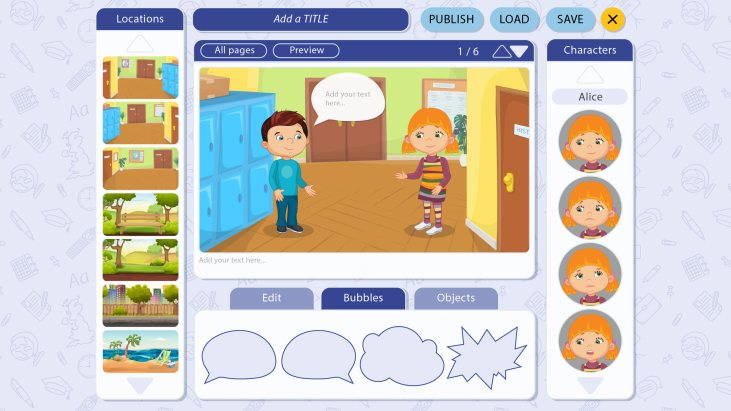 Locations
Add a TITLE
PUBLISH
LOAD
SAVE
All pages
Preview
1 / 6
Characters
Alice
Add your text
here...
HIST
Add your text here...
Edit
Bubbles
Objects